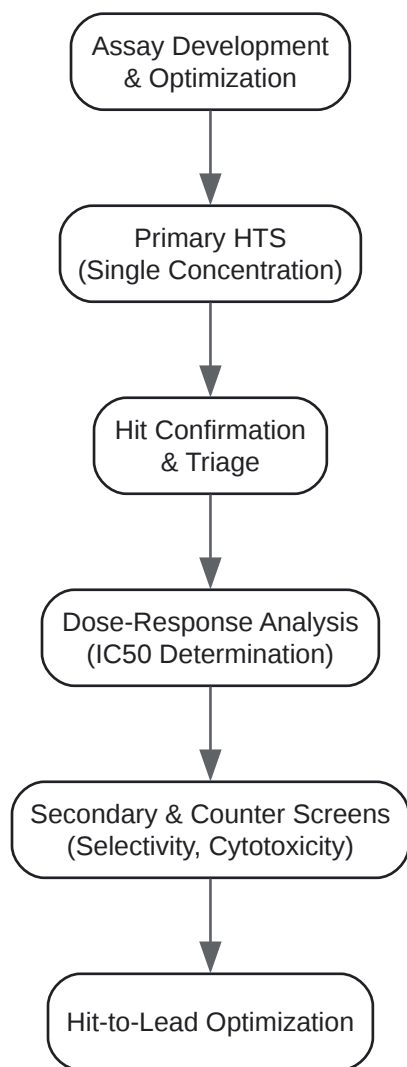 Assay Development
& Optimization
Primary HTS
(Single Concentration)
Hit Confirmation
& Triage
Dose-Response Analysis
(IC50 Determination)
Secondary & Counter Screens
(Selectivity, Cytotoxicity)
Hit-to-Lead Optimization